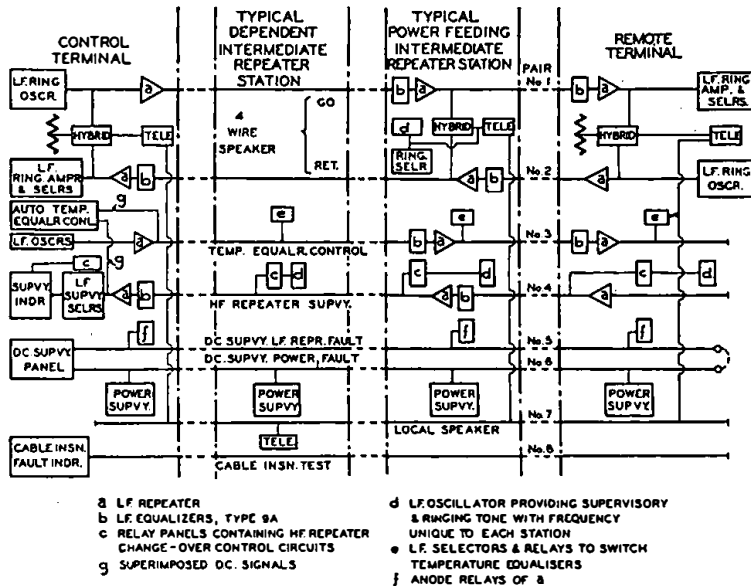 CONTROL
TERMINAL
TYPICAL
DEPENDENT
INTERMEDIATE
REPEATER
STATION
TYPICAL
POWER FEEDING
INTERMEDIATE
REPEATER STATION
REMOTE
TERMINAL
PAIR
No.1
L.F. RING
OSCR.
a
b
a
b
a
L.F. RING
AMP. &
SELRS.
HYBRID
TELE
4
WIRE
SPEAKER
GO
RET.
d
HYBRID
TELE
RING.
SELR
HYBRID
TELE
No.2
L.F.
RING AMPR
& SELRS
a
b
a
b
a
L.F. RING
OSCR.
AUTO TEMP.
EQUALR. CONL.
g
e
e
e
No.3
L.F. OSCRS
a
TEMP. EQUALR. CONTROL
b
a
b
a
c
g
SUPVY
INDR
L.F.
SUPVY
SELRS
a
b
c
d
HF REPEATER SUPVY.
c
d
a
b
No.4
c
d
a
f
D.C. SUPVY. L.F. REPR. FAULT
f
No.5
f
D.C. SUPVY.
PANEL
D.C. SUPVY. POWER, FAULT
No.6
POWER
SUPVY.
POWER
SUPVY.
POWER
SUPVY.
POWER
SUPVY.
No.7
TELE.
LOCAL SPEAKER
CABLE INSN.
FAULT INDR.
CABLE INSN. TEST
No.8
a L.F. REPEATER
b L.F. EQUALIZERS, TYPE 9A
c RELAY PANELS CONTAINING H.F. REPEATER
CHANGE-OVER CONTROL CIRCUITS
g SUPERIMPOSED D.C. SIGNALS
d L.F. OSCILLATOR PROVIDING SUPERVISORY
& RINGING TONE WITH FREQUENCY
UNIQUE TO EACH STATION
e L.F. SELECTORS & RELAYS TO SWITCH
TEMPERATURE EQUALISERS
f ANODE RELAYS OF a